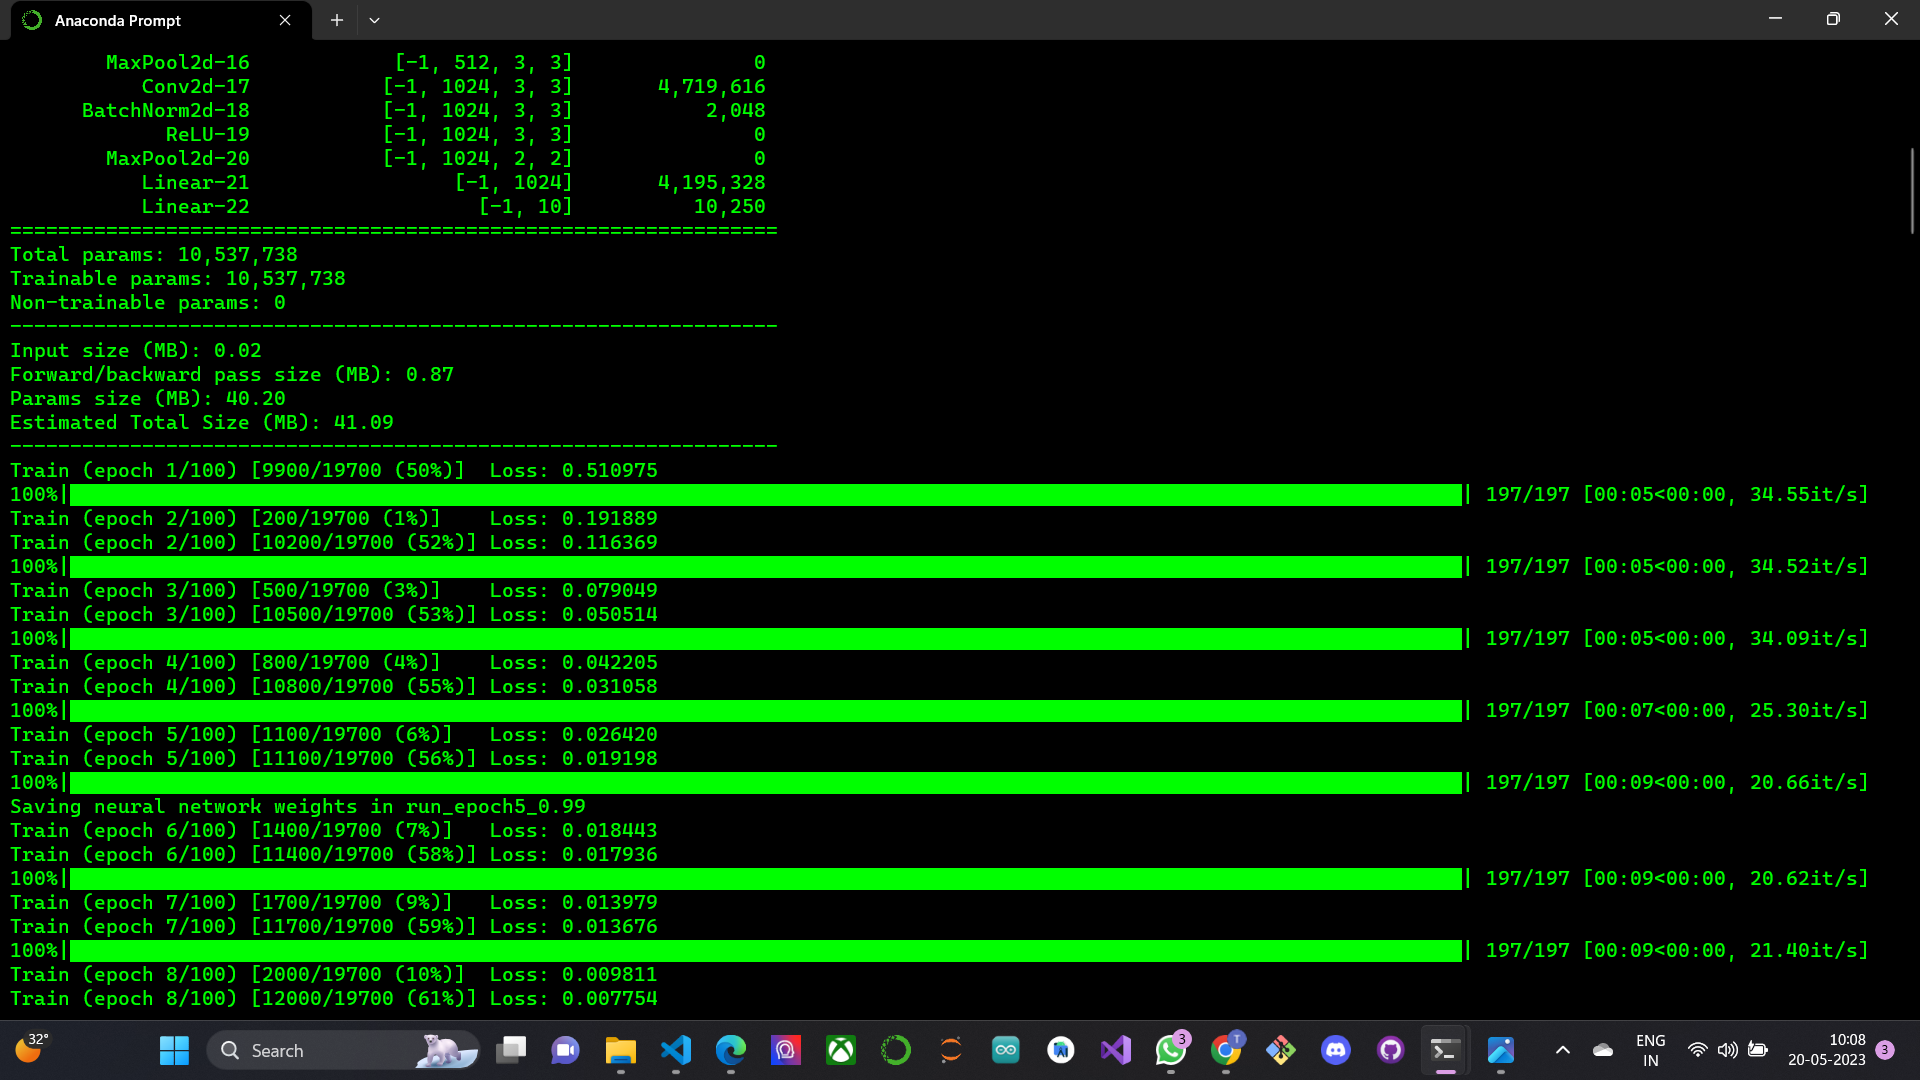 Anaconda Prompt
MaxPool2d-16 [-1, 512, 3, 3] 0
Conv2d-17 [-1, 1024, 3, 3] 4,719,616
BatchNorm2d-18 [-1, 1024, 3, 3] 2,048
ReLU-19 [-1, 1024, 3, 3] 0
MaxPool2d-20 [-1, 1024, 2, 2] 0
Linear-21 [-1, 1024] 4,195,328
Linear-22 [-1, 10] 10,250
================================================================
Total params: 10,537,738
Trainable params: 10,537,738
Non-trainable params: 0
----------------------------------------------------------------
Input size (MB): 0.02
Forward/backward pass size (MB): 0.87
Params size (MB): 40.20
Estimated Total Size (MB): 41.09
----------------------------------------------------------------
Train (epoch 1/100) [9900/19700 (50%)] Loss: 0.510975
100%| | 197/197 [00:05<00:00, 34.55it/s]
Train (epoch 2/100) [200/19700 (1%)] Loss: 0.191889
Train (epoch 2/100) [10200/19700 (52%)] Loss: 0.116369
100%| | 197/197 [00:05<00:00, 34.52it/s]
Train (epoch 3/100) [500/19700 (3%)] Loss: 0.079049
Train (epoch 3/100) [10500/19700 (53%)] Loss: 0.050514
100%| | 197/197 [00:05<00:00, 34.09it/s]
Train (epoch 4/100) [800/19700 (4%)] Loss: 0.042205
Train (epoch 4/100) [10800/19700 (55%)] Loss: 0.031058
100%| | 197/197 [00:07<00:00, 25.30it/s]
Train (epoch 5/100) [1100/19700 (6%)] Loss: 0.026420
Train (epoch 5/100) [11100/19700 (56%)] Loss: 0.019198
100%| | 197/197 [00:09<00:00, 20.66it/s]
Saving neural network weights in run_epoch5_0.99
Train (epoch 6/100) [1400/19700 (7%)] Loss: 0.018443
Train (epoch 6/100) [11400/19700 (58%)] Loss: 0.017936
100%| | 197/197 [00:09<00:00, 20.62it/s]
Train (epoch 7/100) [1700/19700 (9%)] Loss: 0.013979
Train (epoch 7/100) [11700/19700 (59%)] Loss: 0.013676
100%| | 197/197 [00:09<00:00, 21.40it/s]
Train (epoch 8/100) [2000/19700 (10%)] Loss: 0.009811
Train (epoch 8/100) [12000/19700 (61%)] Loss: 0.007754
32°
Search
AI
3
T
ENG
IN
10:08
20-05-2023
3